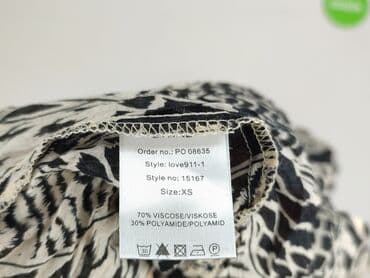 Order no.: PO 08635
Style: love911-1
Style no: 15167
Size:XS
70% VISCOSE/VISKOSE
30% POLYAMIDE/POLYAMID